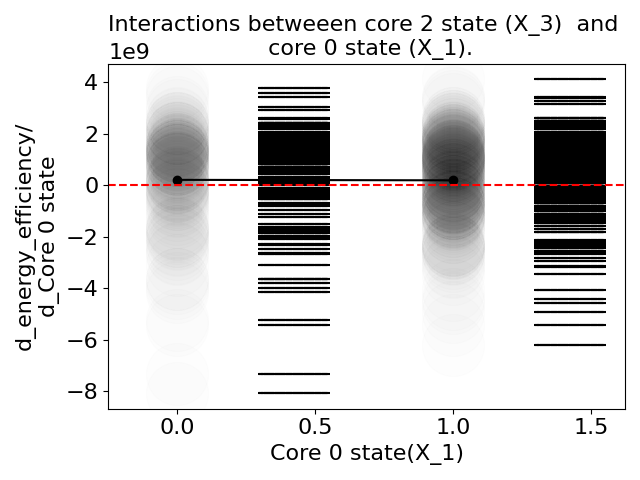 Interactions betweeen core 2 state (X_3)  and
core 0 state (X_1).
1e9
4
2
0
−2
−4
−6
−8
d_energy_efficiency/
d_Core 0 state
0.0
0.5
1.0
1.5
Core 0 state(X_1)